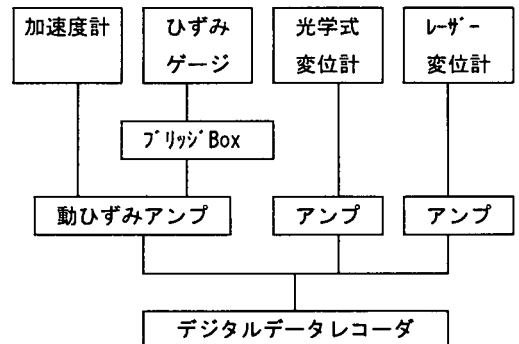 加速度計
ひずみ
ゲージ
光学式
変位計
レーザー
変位計
ブリッジBox
動ひずみアンプ
アンプ
アンプ
デジタルデータレコーダ